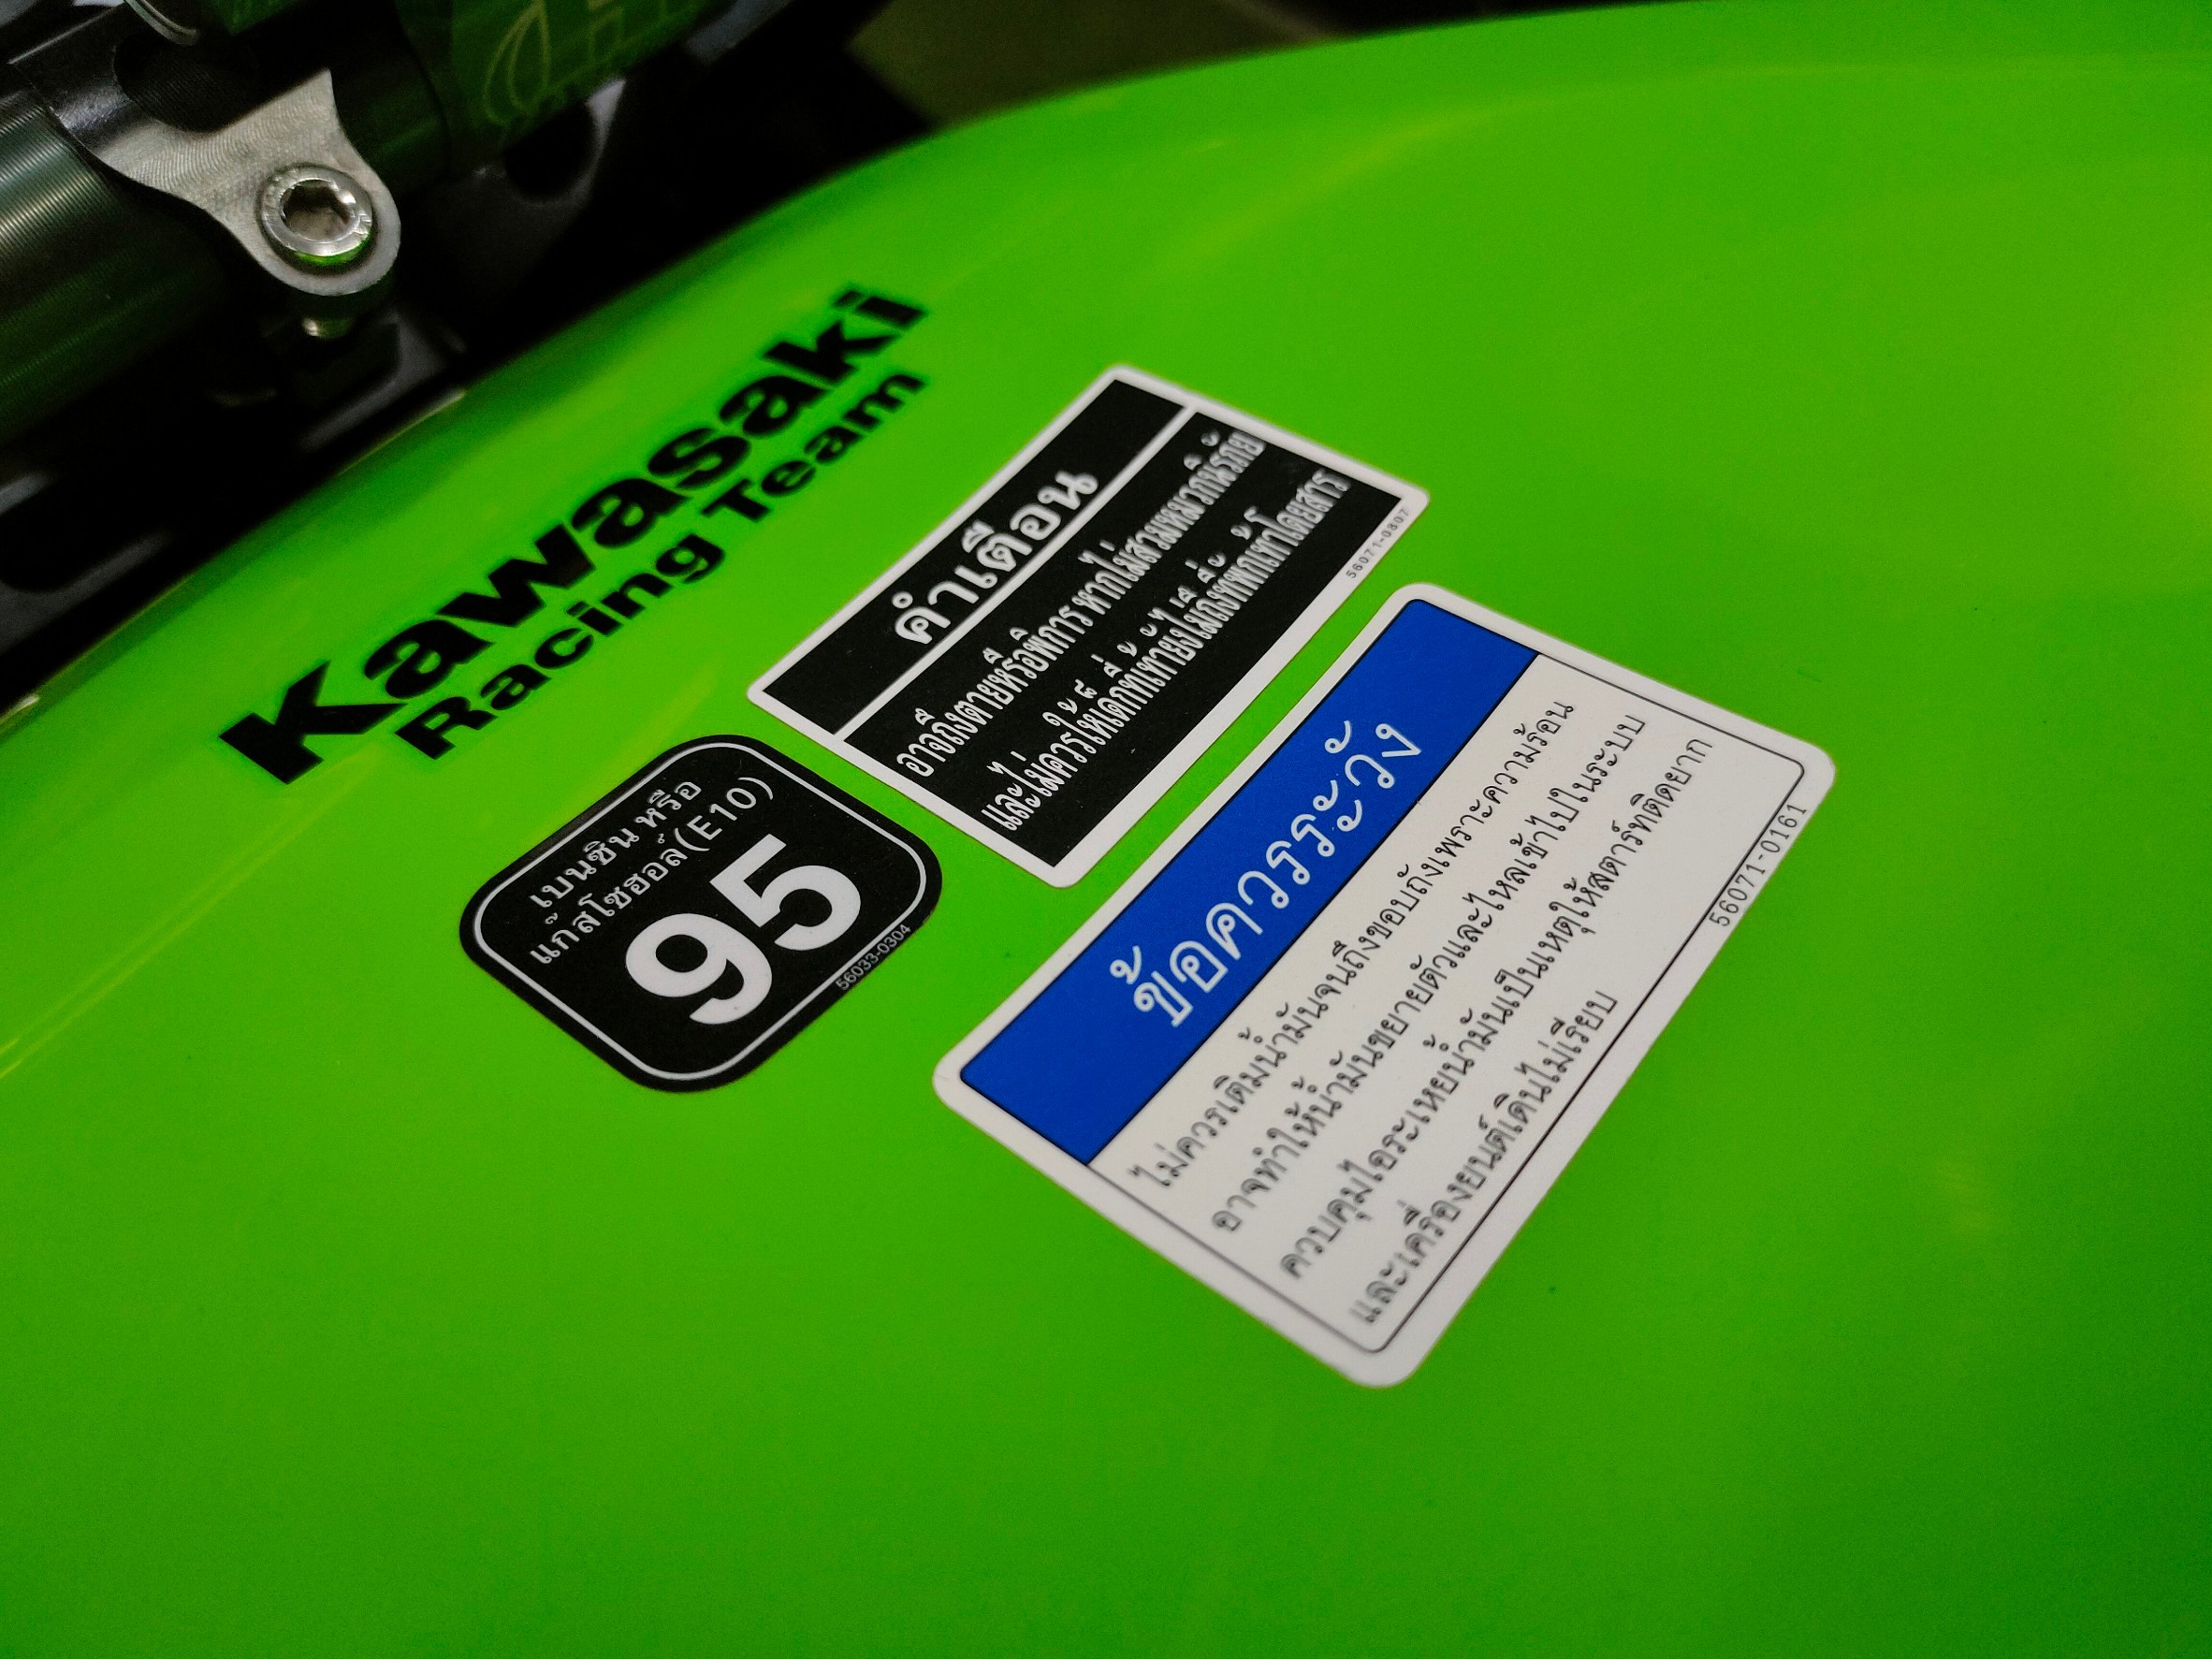 Kawasaki
Racing Team
คำเตือน
อาจถึงตายหรือพิการ หากไม่สวมหมวกกันรภัย
และไม่ควรให้เด็กที่เท้ายังไม่ถึงที่พักเท้าโดยสาร
56071-0807
เบนซิน หรือ
แก๊สโซฮอล์(E10)
95
56033-0304
ข้อควรระวัง
ไม่ควรเติมน้ำมันจนถึงขอบถังเพราะความร้อน
อาจทำให้น้ำมันขยายตัวและไหลเข้าไปในระบบ
ควบคุมไอระเหยน้ำมันเป็นเหตุให้สตาร์ทติดยาก
และเครื่องยนต์เดินไม่เรียบ
56071-0161